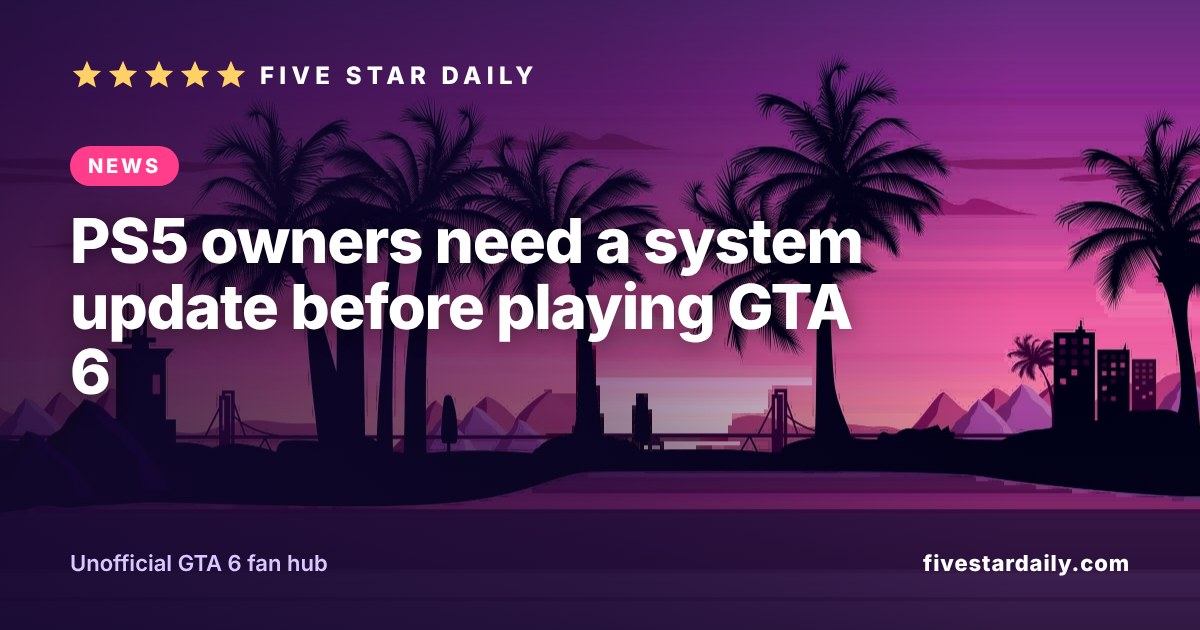 FIVE STAR DAILY
NEWS
PS5 owners need a system
update before playing GTA
6
Unofficial GTA 6 fan hub
fivestardaily.com